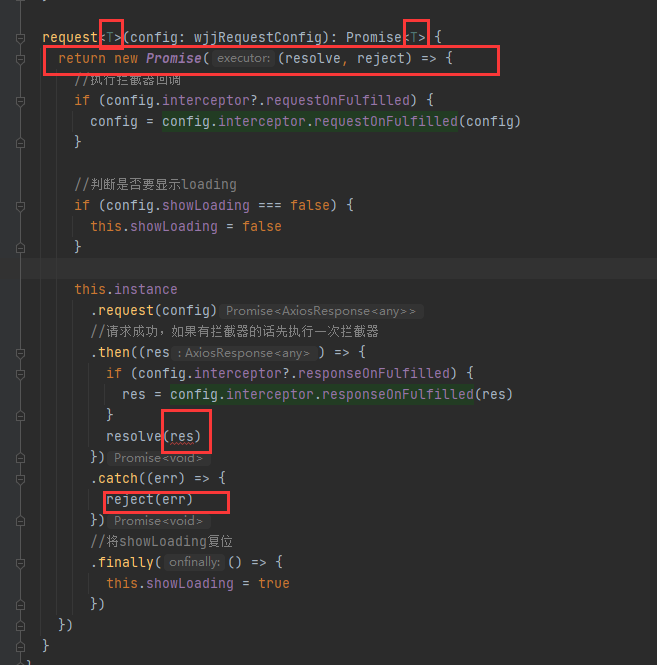 request<T>(config: wjjRequestConfig): Promise<T> {
return new Promise( executor: (resolve, reject) => {
//执行拦截器回调
if (config.interceptor?.requestOnFulfilled) {
config = config.interceptor.requestOnFulfilled(config)
}
//判断是否要显示loading
if (config.showLoading === false) {
this.showLoading = false
}
this.instance
.request(config) Promise<AxiosResponse<any>>
//请求成功，如果有拦截器的话先执行一次拦截器
.then((res : AxiosResponse<any> ) => {
if (config.interceptor?.responseOnFulfilled) {
res = config.interceptor.responseOnFulfilled(res)
}
resolve(res)
}) Promise<void>
.catch((err) => {
reject(err)
}) Promise<void>
//将showLoading复位
.finally( onfinally: () => {
this.showLoading = true
})
})
}